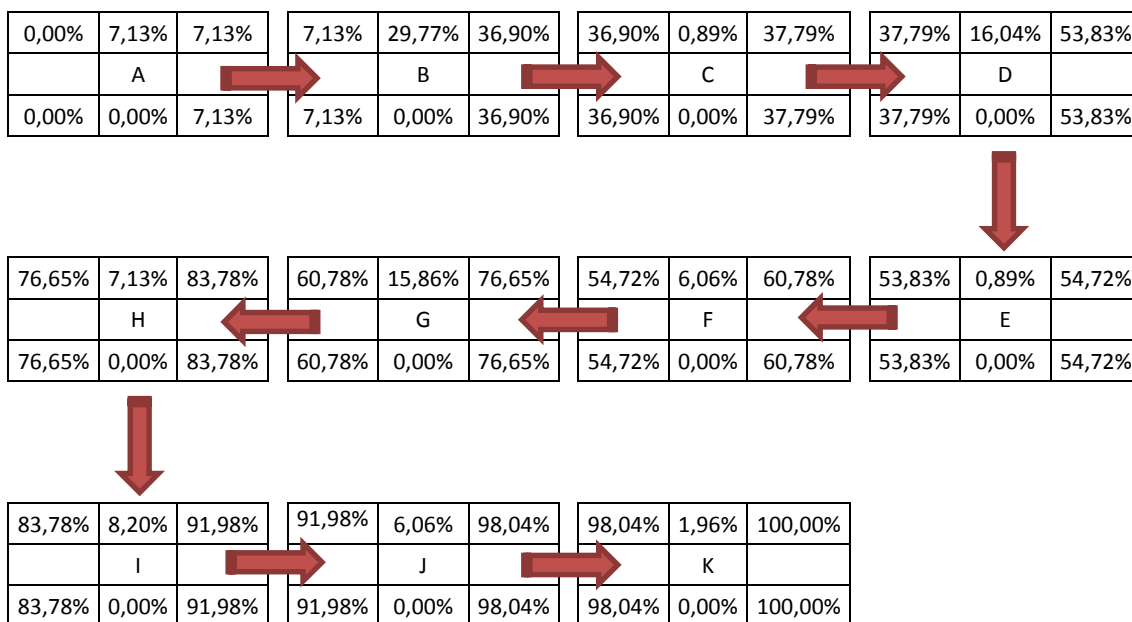 0,00% 7,13% 7,13% 7,13% 29,77% 36,90% 36,90% 0,89% 37,79% 37,79% 16,04% 53,83%
A B C D
0,00% 0,00% 7,13% 7,13% 0,00% 36,90% 36,90% 0,00% 37,79% 37,79% 0,00% 53,83%
76,65% 7,13% 83,78% 60,78% 15,86% 76,65% 54,72% 6,06% 60,78% 53,83% 0,89% 54,72%
H G F E
76,65% 0,00% 83,78% 60,78% 0,00% 76,65% 54,72% 0,00% 60,78% 53,83% 0,00% 54,72%
83,78% 8,20% 91,98% 91,98% 6,06% 98,04% 98,04% 1,96% 100,00%
I J K
83,78% 0,00% 91,98% 91,98% 0,00% 98,04% 98,04% 0,00% 100,00%